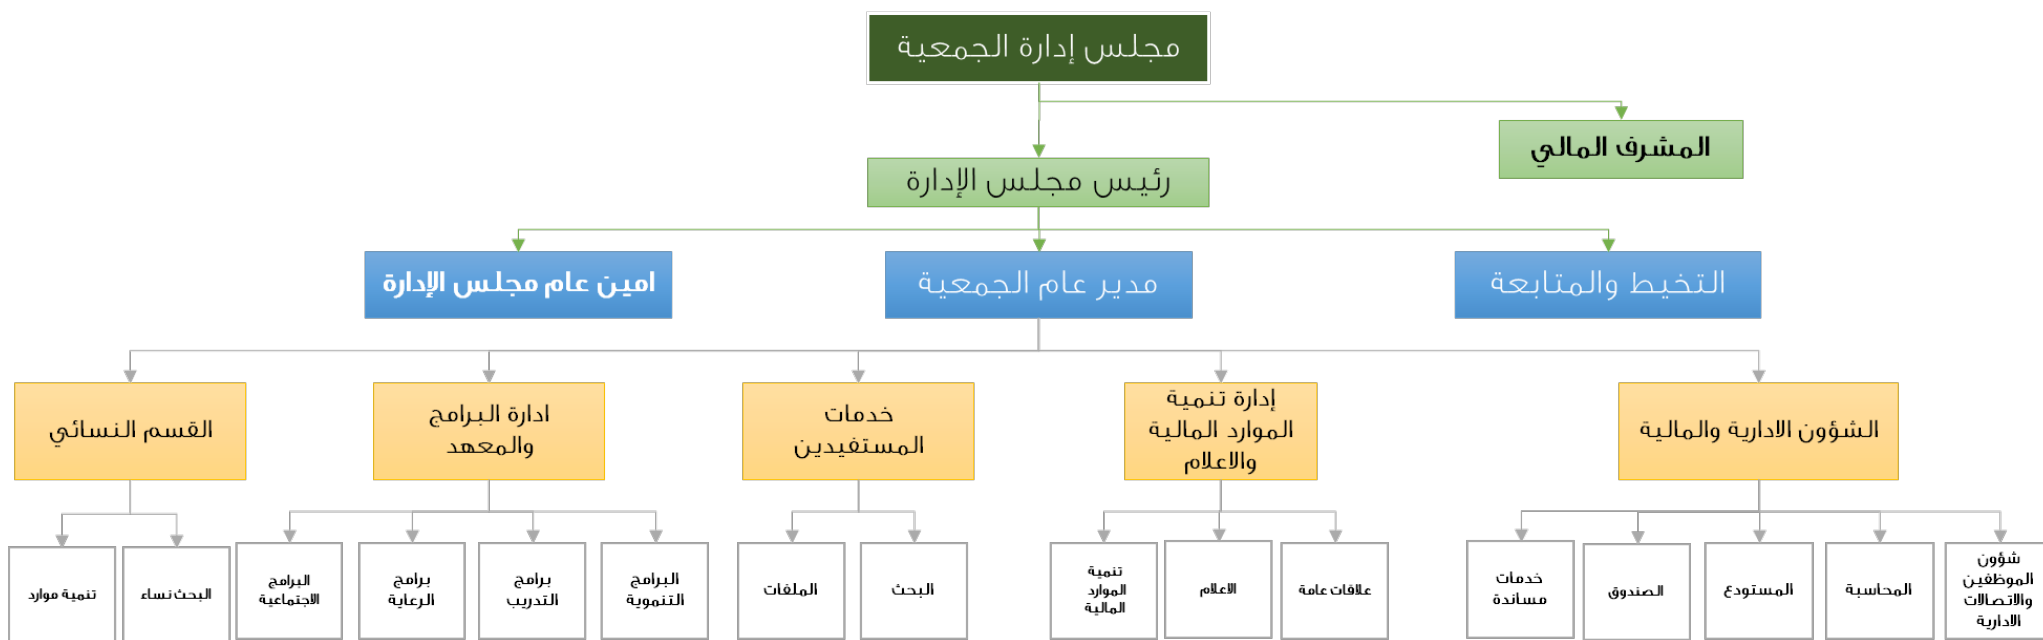 مجلس إدارة الجمعية
المشرف المالي
رئيس مجلس الإدارة
التخيط والمتابعة
مدير عام الجمعية
امين عام مجلس الإدارة
الشؤون الادارية والمالية
إدارة تنمية
الموارد المالية
والاعلام
خدمات
المستفيدين
ادارة البرامج
والمعهد
القسم النسائي
شؤون
الموظفين
والاتصالات
الادارية
المحاسبة
المستودع
الصندوق
خدمات
مساندة
علاقات عامة
الاعلام
تنمية
الموارد
المالية
البحث
الملفات
البرامج
التنموية
برامج
التدريب
برامج
الرعاية
البرامج
الاجتماعية
البحث نساء
تنمية موارد